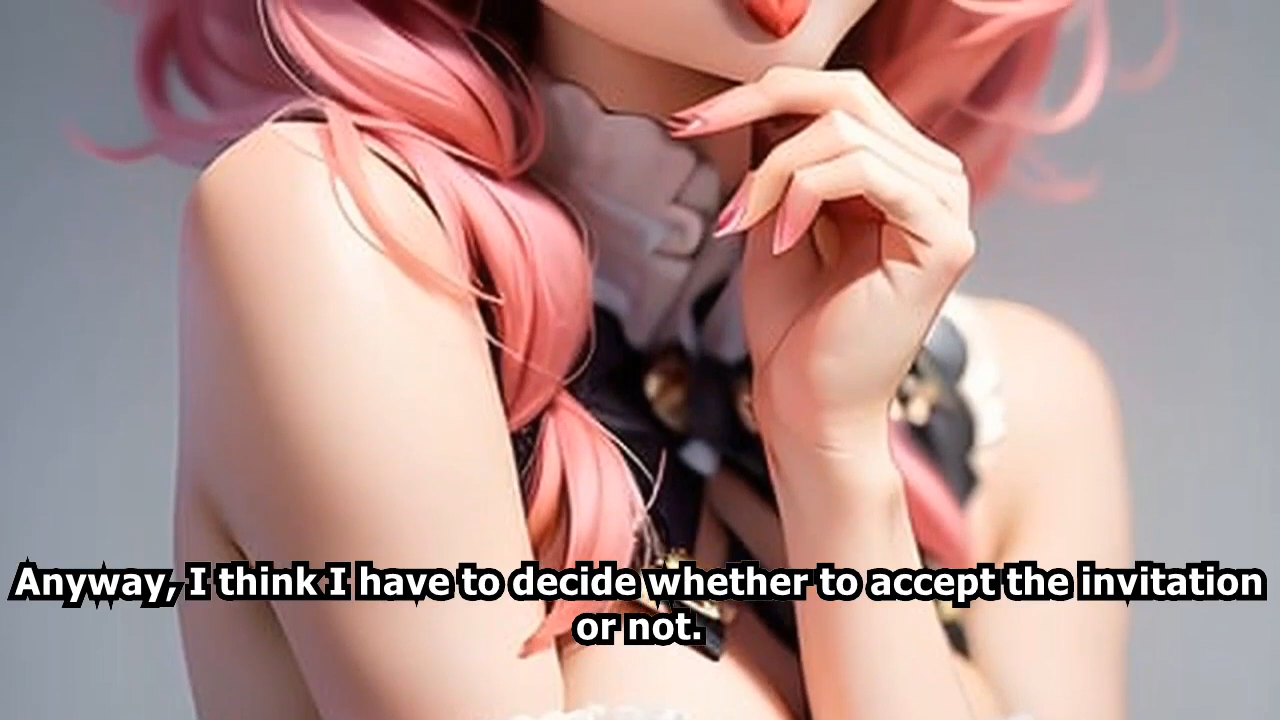 Anyway, I think I have to decide whether to accept the invitation
or not.